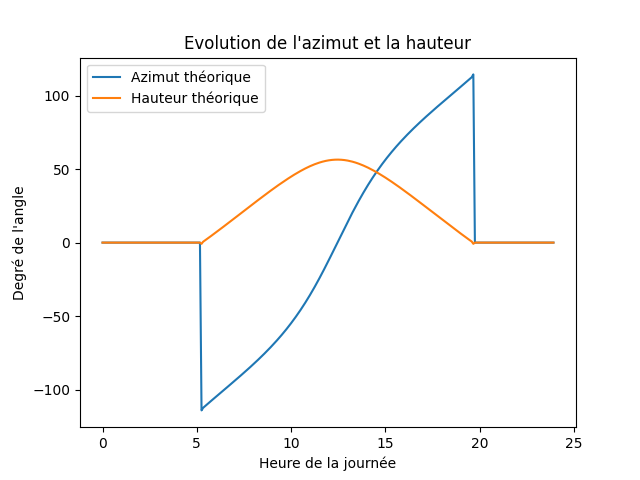 Evolution de l'azimut et la hauteur
Azimut théorique
Hauteur théorique
Degré de l'angle
100
50
0
−50
−100
0 5 10 15 20 25
Heure de la journée